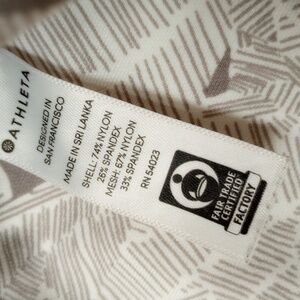 ATHLETA
DESIGNED IN
SAN FRANCISCO
MADE IN SRI LANKA
SHELL: 74% NYLON
26% SPANDEX
MESH: 67% NYLON
33% SPANDEX
RN 54023
FAIR TRADE
CERTIFIED
FACTORY